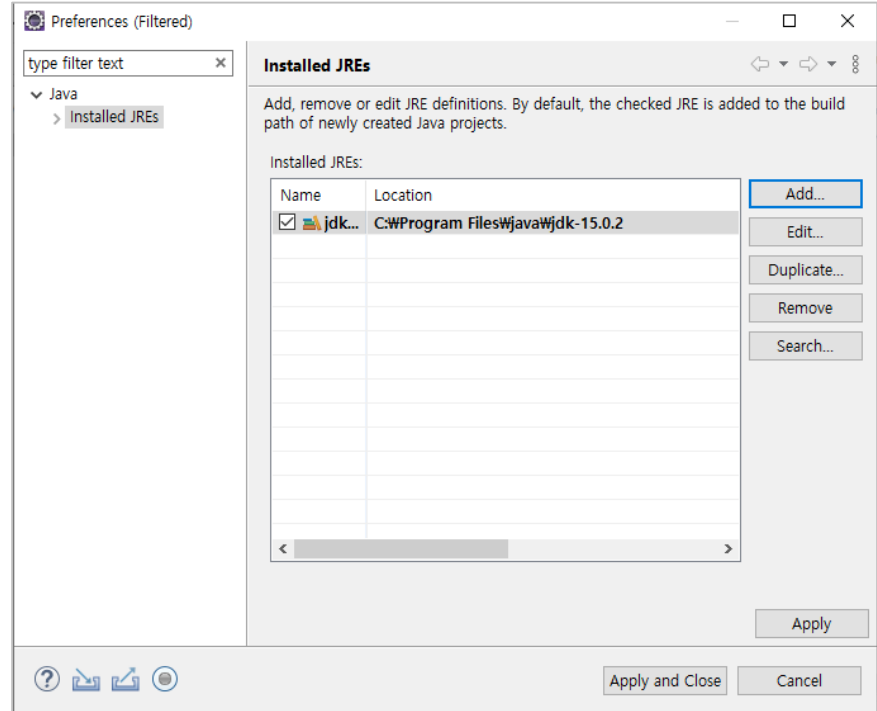 Preferences (Filtered)
type filter text
Java
Installed JREs
Installed JREs
Add, remove or edit JRE definitions. By default, the checked JRE is added to the build
path of newly created Java projects.
Installed JREs:
Name Location
jdk... C:₩Program Files₩java₩jdk-15.0.2
Add...
Edit...
Duplicate...
Remove
Search...
Apply
Apply and Close Cancel